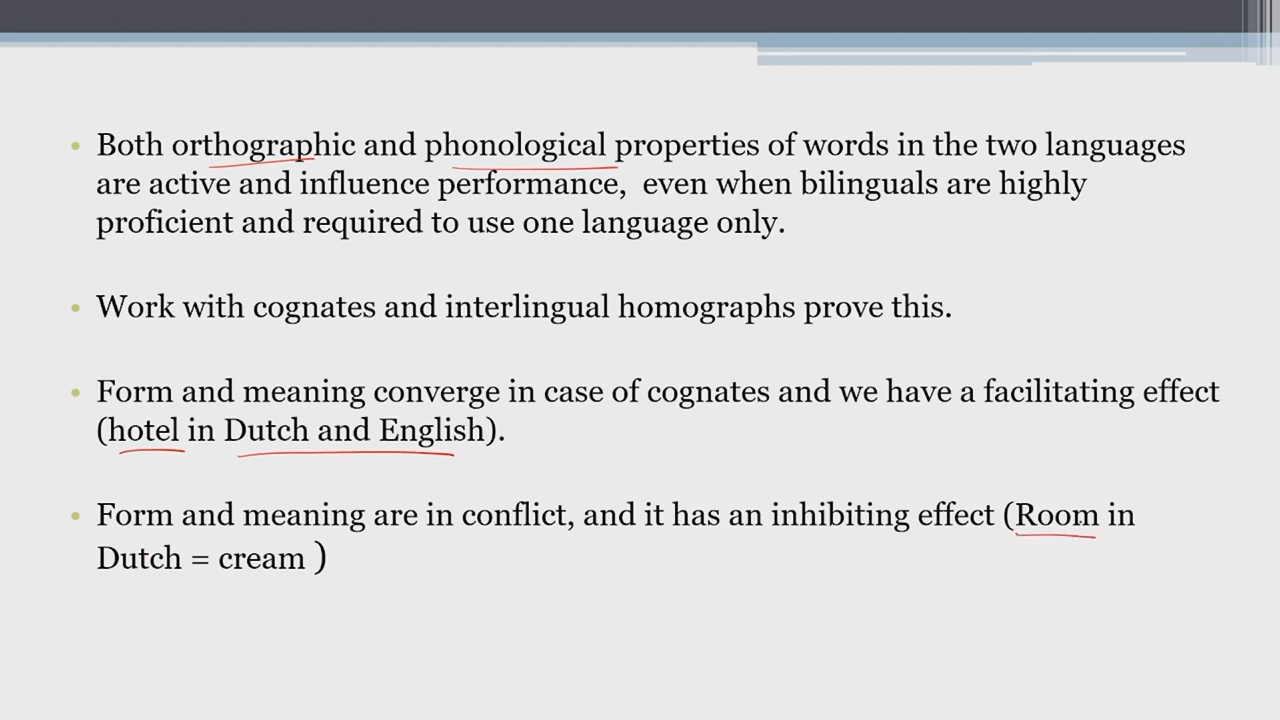 • Both orthographic and phonological properties of words in the two languages
are active and influence performance,  even when bilinguals are highly
proficient and required to use one language only.
• Work with cognates and interlingual homographs prove this.
• Form and meaning converge in case of cognates and we have a facilitating effect
(hotel in Dutch and English).
• Form and meaning are in conflict, and it has an inhibiting effect (Room in
Dutch = cream )